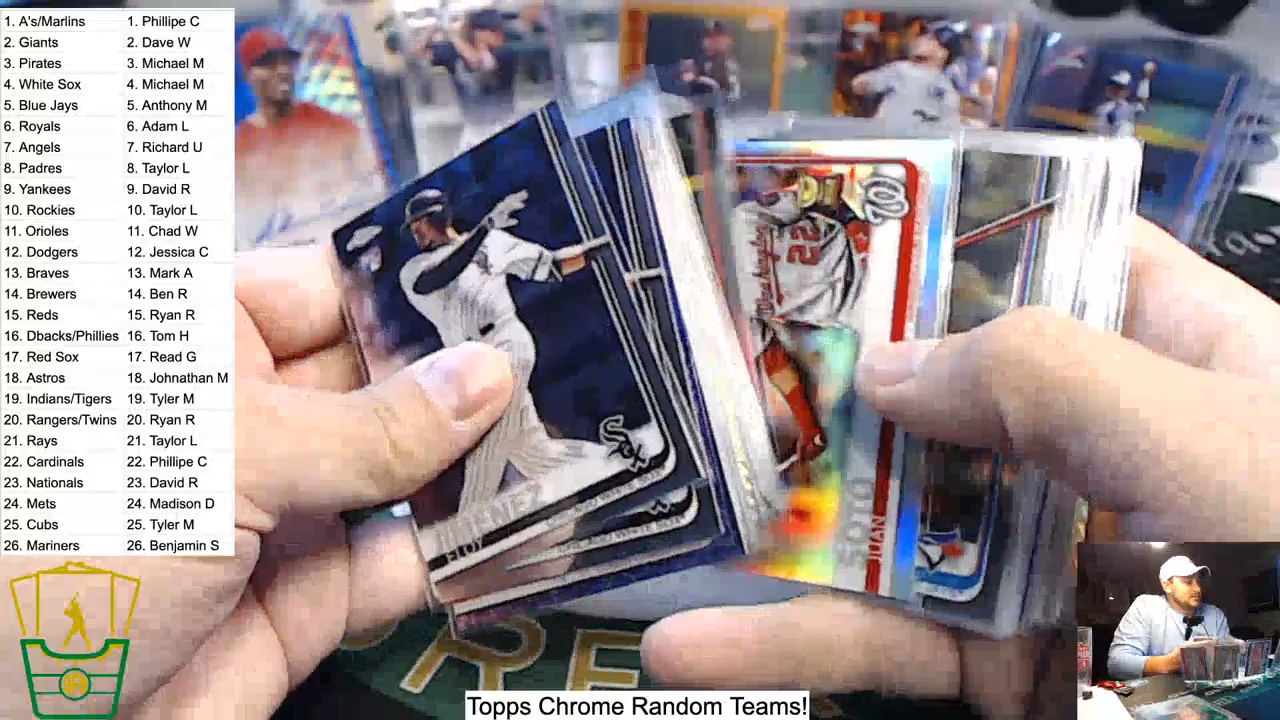 1. A's/Marlins 1. Phillipe C
2. Giants 2. Dave W
3. Pirates 3. Michael M
4. White Sox 4. Michael M
5. Blue Jays 5. Anthony M
6. Royals 6. Adam L
7. Angels 7. Richard U
8. Padres 8. Taylor L
9. Yankees 9. David R
10. Rockies 10. Taylor L
11. Orioles 11. Chad W
12. Dodgers 12. Jessica C
13. Braves 13. Mark A
14. Brewers 14. Ben R
15. Reds 15. Ryan R
16. Dbacks/Phillies 16. Tom H
17. Red Sox 17. Read G
18. Astros 18. Johnathan M
19. Indians/Tigers 19. Tyler M
20. Rangers/Twins 20. Ryan R
21. Rays 21. Taylor L
22. Cardinals 22. Phillipe C
23. Nationals 23. David R
24. Mets 24. Madison D
25. Cubs 25. Tyler M
26. Mariners 26. Benjamin S
Sox
ELOY
W
Washington
22
JUAN
SOTO
Topps Chrome Random Teams!